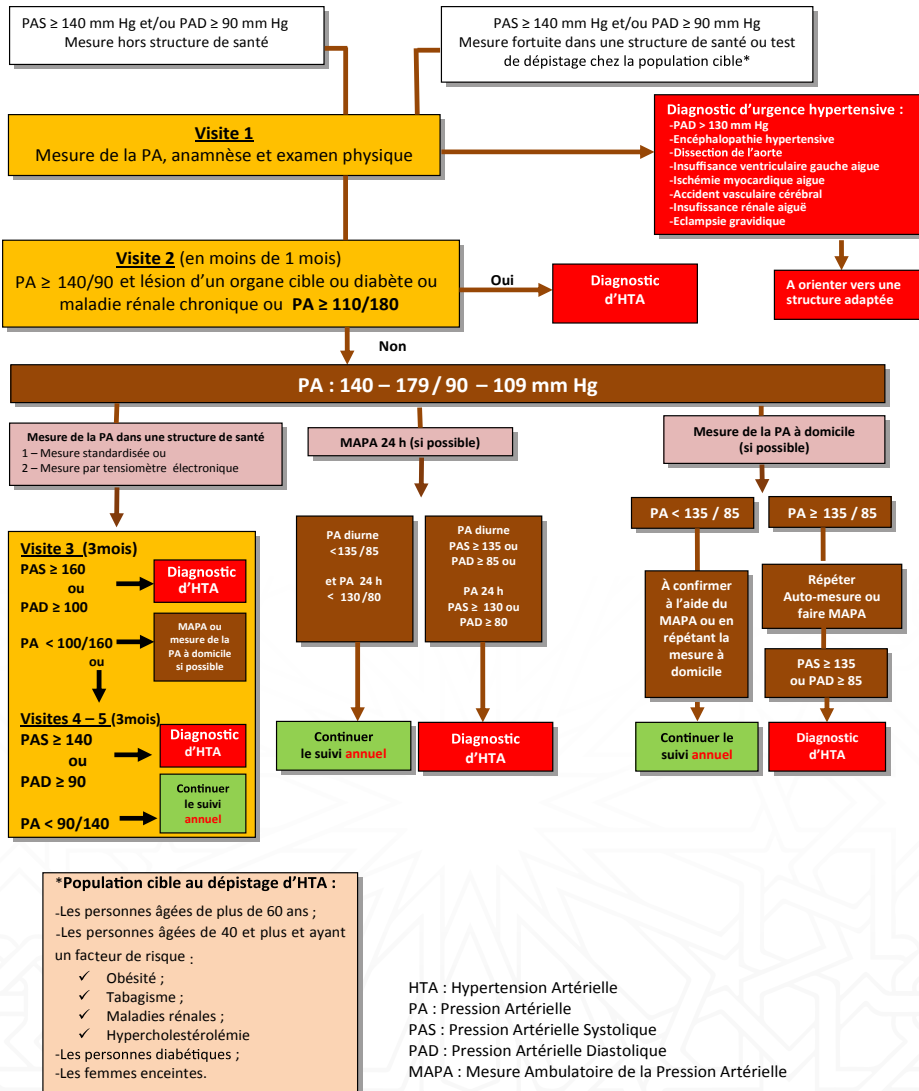 PAS ≥ 140 mm Hg et/ou PAD ≥ 90 mm Hg
Mesure hors structure de santé
PAS ≥ 140 mm Hg et/ou PAD ≥ 90 mm Hg
Mesure fortuite dans une structure de santé ou test
de dépistage chez la population cible*
Visite 1
Mesure de la PA, anamnèse et examen physique
Diagnostic d'urgence hypertensive :
-PAD > 130 mm Hg
-Encéphalopathie hypertensive
-Dissection de l'aorte
-Insuffisance ventriculaire gauche aigue
-Ischémie myocardique aigue
-Accident vasculaire cérébral
-Insufissance rénale aiguë
-Eclampsie gravidique
Visite 2 (en moins de 1 mois)
PA ≥ 140/90 et lésion d'un organe cible ou diabète ou
maladie rénale chronique ou PA ≥ 110/180
Oui
Diagnostic
d'HTA
A orienter vers une
structure adaptée
Non
PA : 140 – 179 / 90 – 109 mm Hg
Mesure de la PA dans une structure de santé
1 – Mesure standardisée ou
2 – Mesure par tensiomètre électronique
MAPA 24 h (si possible)
Mesure de la PA à domicile
(si possible)
Visite 3 (3mois)
PAS ≥ 160
ou
PAD ≥ 100
Diagnostic
d'HTA
PA < 100/160
ou
MAPA ou
mesure de la
PA à domicile
si possible
Visites 4 – 5 (3mois)
PAS ≥ 140
ou
PAD ≥ 90
Diagnostic
d'HTA
PA < 90/140
Continuer
le suivi
annuel
PA diurne
<135/85
et PA 24 h
< 130/80
Continuer
le suivi annuel
PA diurne
PAS ≥ 135 ou
PAD ≥ 85 ou
PA 24 h
PAS ≥ 130 ou
PAD ≥ 80
Diagnostic
d'HTA
PA < 135 / 85
À confirmer
à l'aide du
MAPA ou en
répétant la
mesure à
domicile
Continuer
le suivi annuel
PA ≥ 135 / 85
Répéter
Auto-mesure ou
faire MAPA
PAS ≥ 135
ou PAD ≥ 85
Diagnostic
d'HTA
*Population cible au dépistage d'HTA :
-Les personnes âgées de plus de 60 ans ;
-Les personnes âgées de 40 et plus et ayant
un facteur de risque :
✓ Obésité ;
✓ Tabagisme ;
✓ Maladies rénales ;
✓ Hypercholestérolémie
-Les personnes diabétiques ;
-Les femmes enceintes.
HTA : Hypertension Artérielle
PA : Pression Artérielle
PAS : Pression Artérielle Systolique
PAD : Pression Artérielle Diastolique
MAPA : Mesure Ambulatoire de la Pression Artérielle